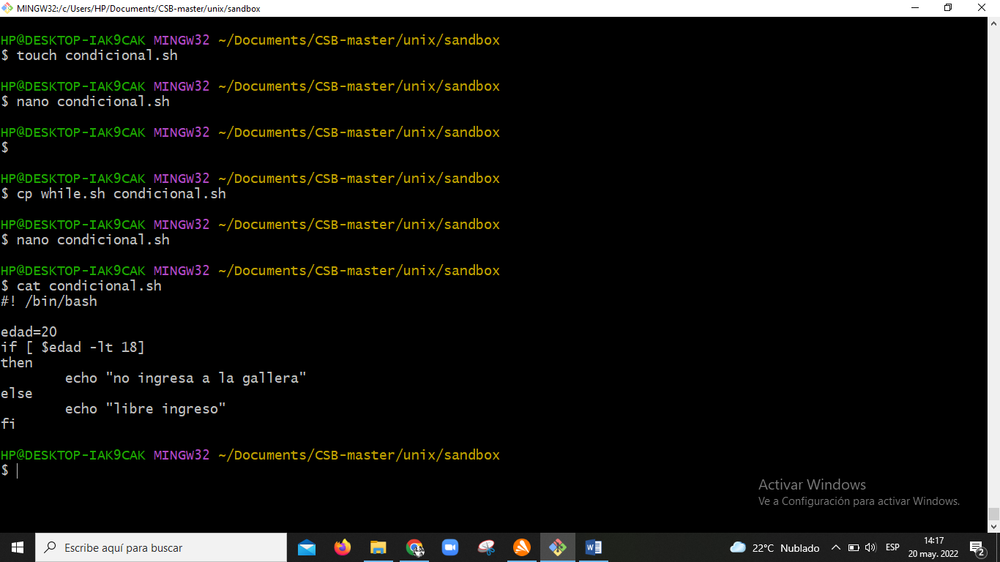 MINGW32:/c/Users/HP/Documents/CSB-master/unix/sandbox
HP@DESKTOP-IAK9CAK MINGW32 ~/Documents/CSB-master/unix/sandbox
$ touch condicional.sh
HP@DESKTOP-IAK9CAK MINGW32 ~/Documents/CSB-master/unix/sandbox
$ nano condicional.sh
HP@DESKTOP-IAK9CAK MINGW32 ~/Documents/CSB-master/unix/sandbox
$
HP@DESKTOP-IAK9CAK MINGW32 ~/Documents/CSB-master/unix/sandbox
$ cp while.sh condicional.sh
HP@DESKTOP-IAK9CAK MINGW32 ~/Documents/CSB-master/unix/sandbox
$ nano condicional.sh
HP@DESKTOP-IAK9CAK MINGW32 ~/Documents/CSB-master/unix/sandbox
$ cat condicional.sh
#! /bin/bash
edad=20
if [ $edad -lt 18]
then
        echo "no ingresa a la gallera"
else
        echo "libre ingreso"
fi
HP@DESKTOP-IAK9CAK MINGW32 ~/Documents/CSB-master/unix/sandbox
$
Activar Windows
Ve a Configuración para activar Windows.
Escribe aquí para buscar
22°C Nublado
ESP
14:17
20 may. 2022
2